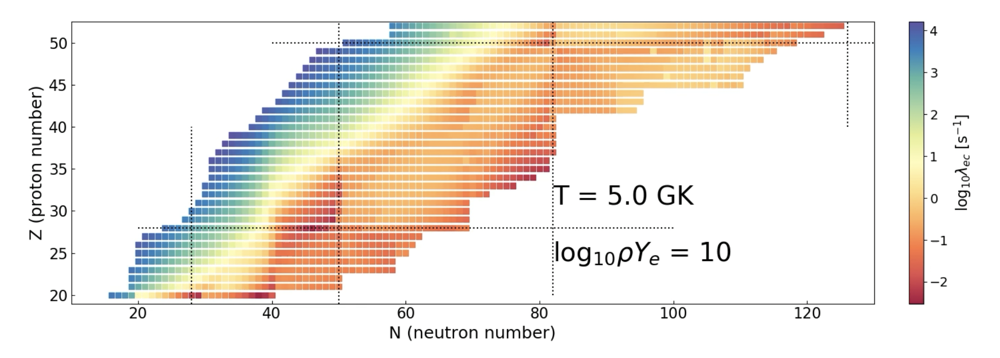 50
45
40
35
30
25
20
Z (proton number)
20 40 60 80 100 120
N (neutron number)
T = 5.0 GK
log₁₀ρYₑ = 10
4
3
2
1
0
−1
−2
log₁₀λₑc [s⁻¹]